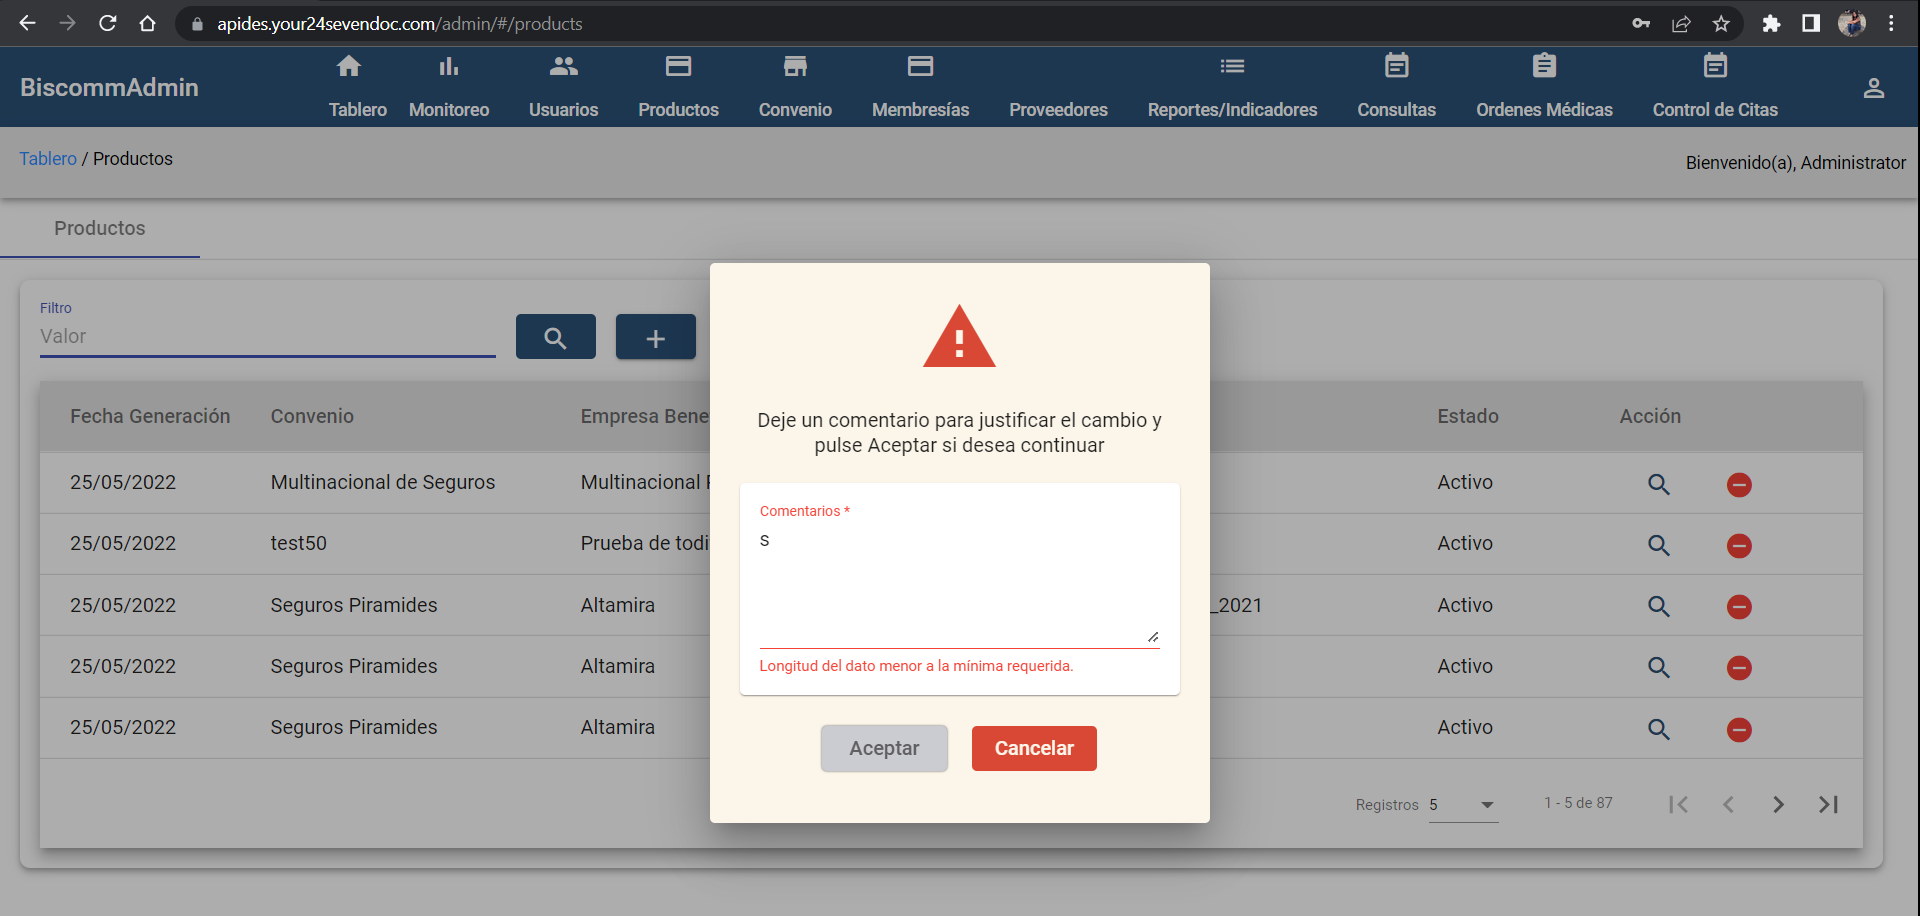 apides.your24sevendoc.com/admin/#/products
BiscommAdmin
Tablero
Monitoreo
Usuarios
Productos
Convenio
Membresías
Proveedores
Reportes/Indicadores
Consultas
Ordenes Médicas
Control de Citas
Tablero / Productos
Bienvenido(a), Administrator
Productos
Filtro
Valor
Fecha Generación Convenio Empresa Bene Estado Acción
25/05/2022 Multinacional de Seguros Multinacional Activo
25/05/2022 test50 Prueba de todi Activo
25/05/2022 Seguros Piramides Altamira _2021 Activo
25/05/2022 Seguros Piramides Altamira Activo
25/05/2022 Seguros Piramides Altamira Activo
Registros 5 1 - 5 de 87
Deje un comentario para justificar el cambio y
pulse Aceptar si desea continuar
Comentarios *
s
Longitud del dato menor a la mínima requerida.
Aceptar
Cancelar